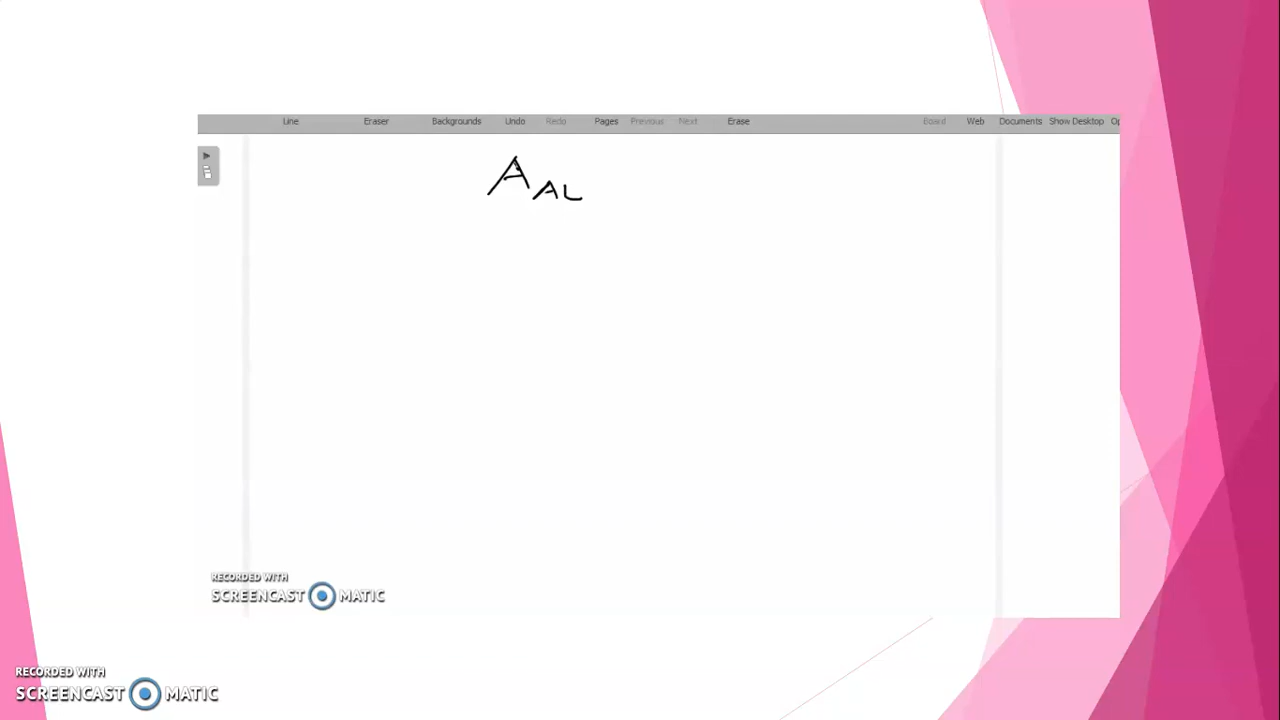 Line Eraser Backgrounds Undo Redo Pages Previous Next Erase Board Web Documents Show Desktop Op
A AL
RECORDED WITH
SCREENCAST MATIC
RECORDED WITH
SCREENCAST MATIC